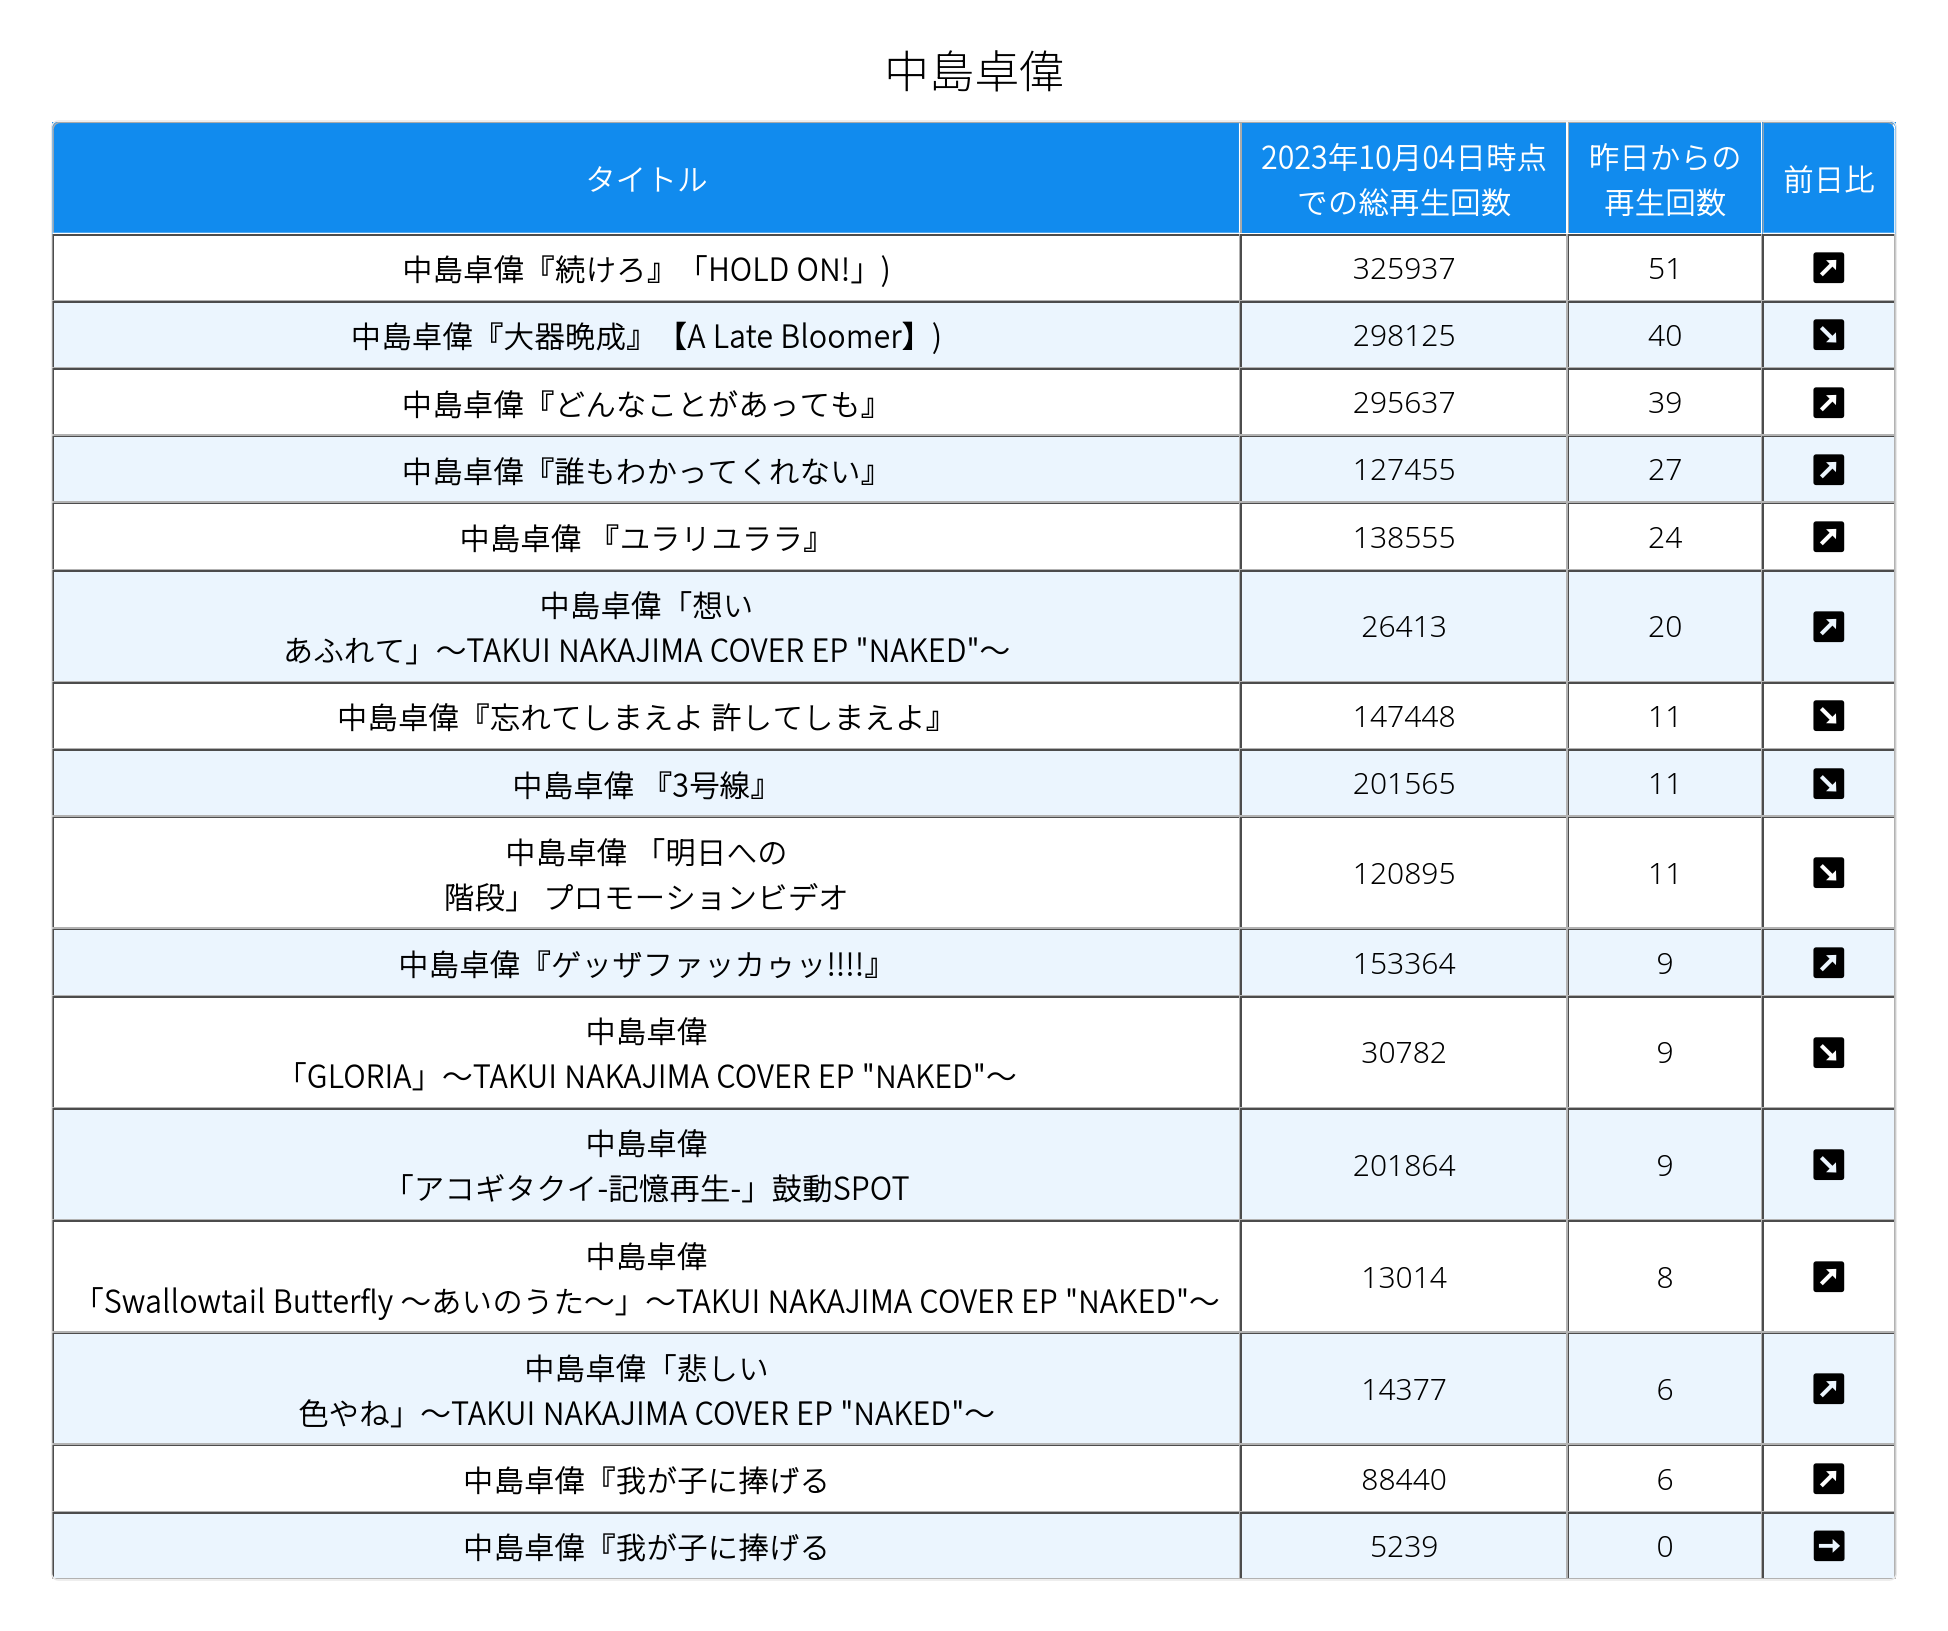 中島卓偉
タイトル
2023年10月04日時点
での総再生回数
昨日からの
再生回数
前日比
中島卓偉『続けろ』「HOLD ON!」) 325937 51
中島卓偉『大器晩成』【A Late Bloomer】) 298125 40
中島卓偉『どんなことがあっても』 295637 39
中島卓偉『誰もわかってくれない』 127455 27
中島卓偉 『ユラリユララ』 138555 24
中島卓偉「想い
あふれて」～TAKUI NAKAJIMA COVER EP "NAKED"～ 26413 20
中島卓偉『忘れてしまえよ 許してしまえよ』 147448 11
中島卓偉 『3号線』 201565 11
中島卓偉 「明日への
階段」 プロモーションビデオ 120895 11
中島卓偉『ゲッザファッカゥッ!!!!』 153364 9
中島卓偉
「GLORIA」～TAKUI NAKAJIMA COVER EP "NAKED"～ 30782 9
中島卓偉
「アコギタクイ-記憶再生-」鼓動SPOT 201864 9
中島卓偉
「Swallowtail Butterfly ～あいのうた～」～TAKUI NAKAJIMA COVER EP "NAKED"～ 13014 8
中島卓偉「悲しい
色やね」～TAKUI NAKAJIMA COVER EP "NAKED"～ 14377 6
中島卓偉『我が子に捧げる 88440 6
中島卓偉『我が子に捧げる 5239 0